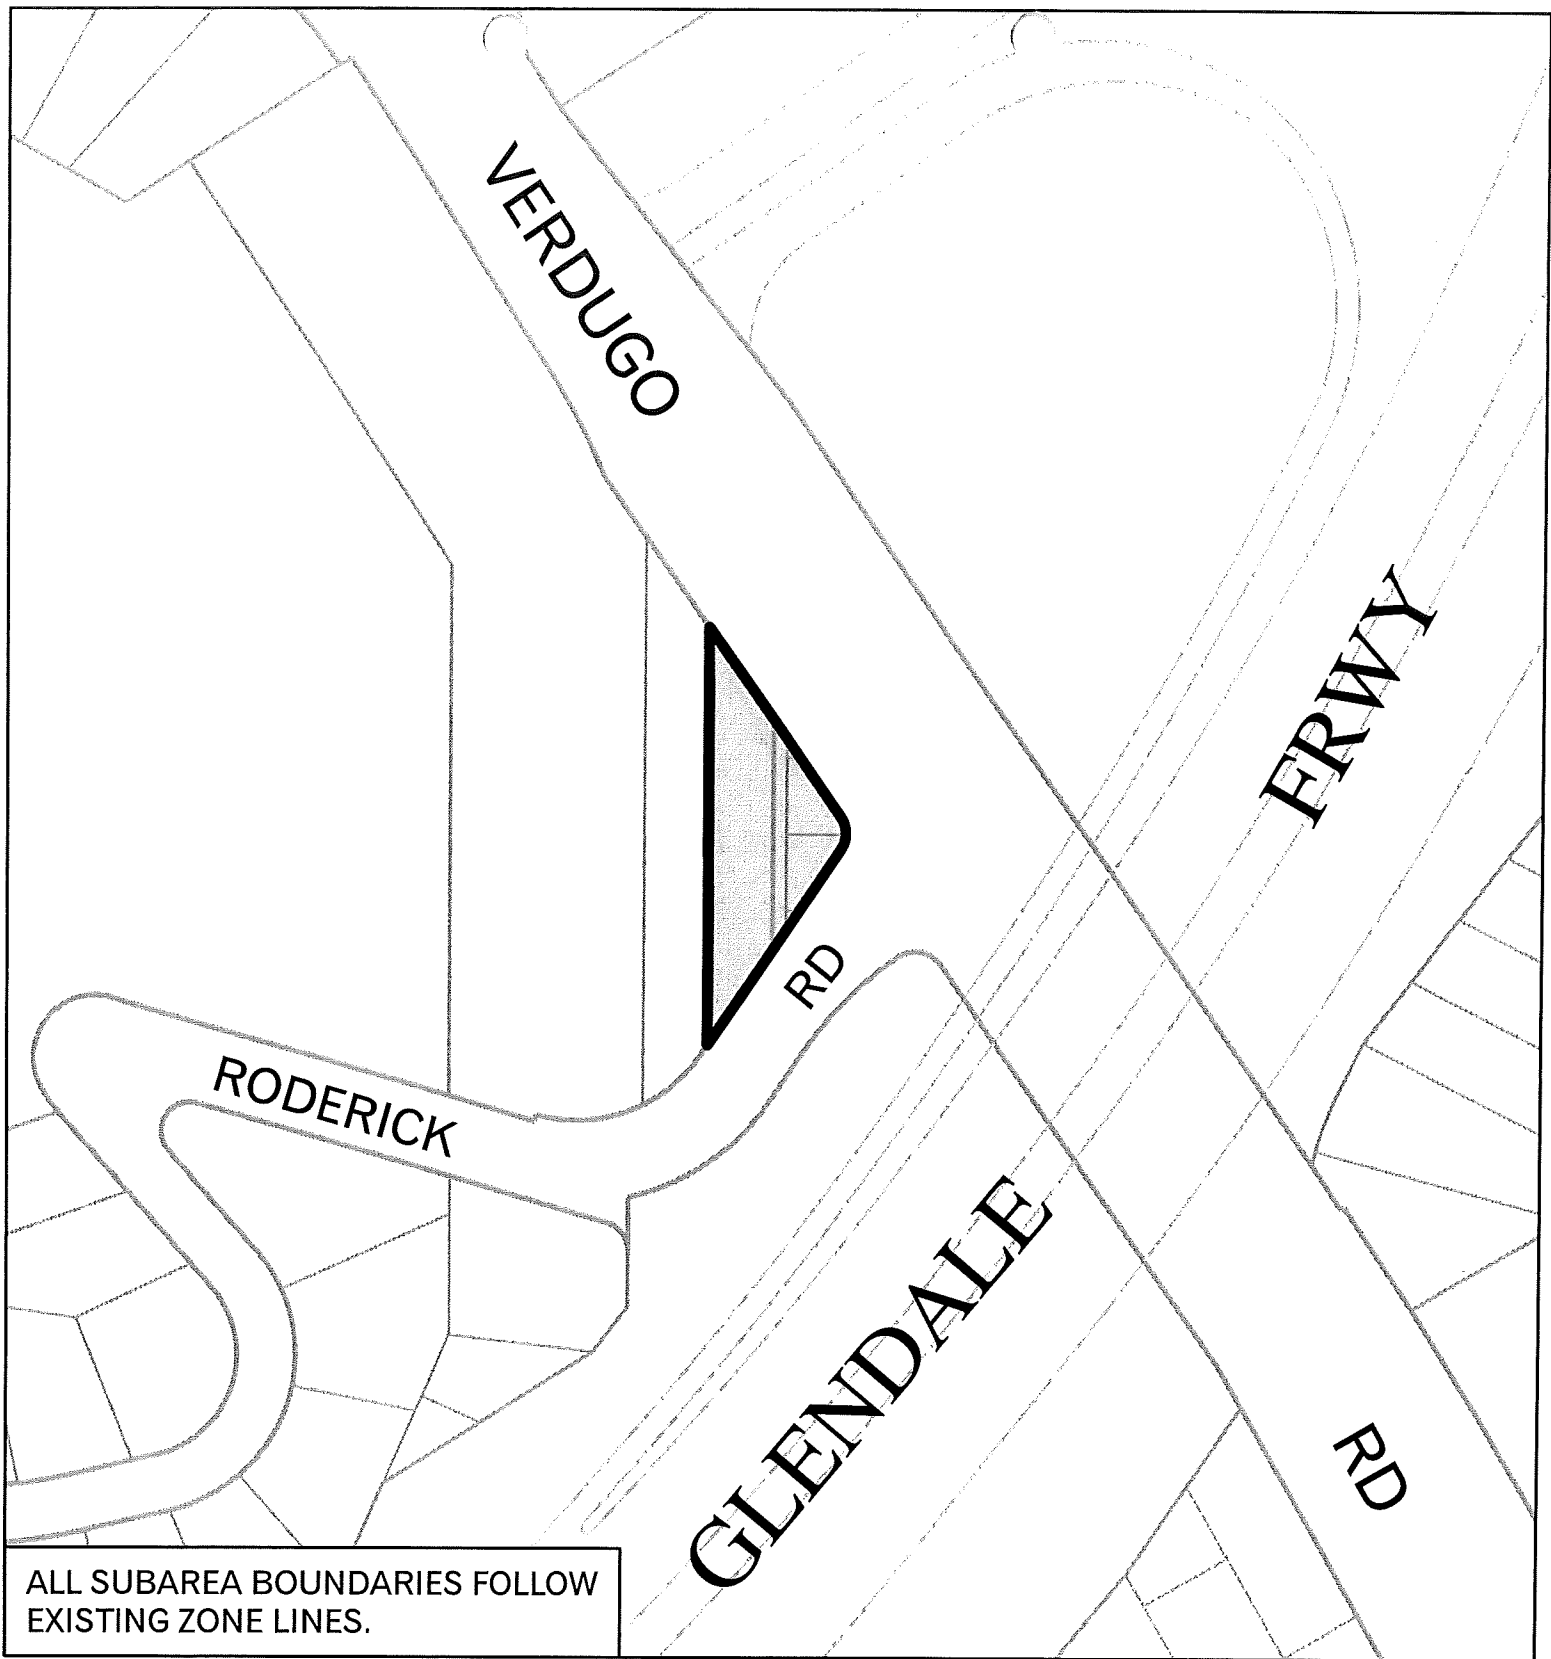 VERDUGO
FRWY
RD
RODERICK
GLENDALE
RD
ALL SUBAREA BOUNDARIES FOLLOW
EXISTING ZONE LINES.